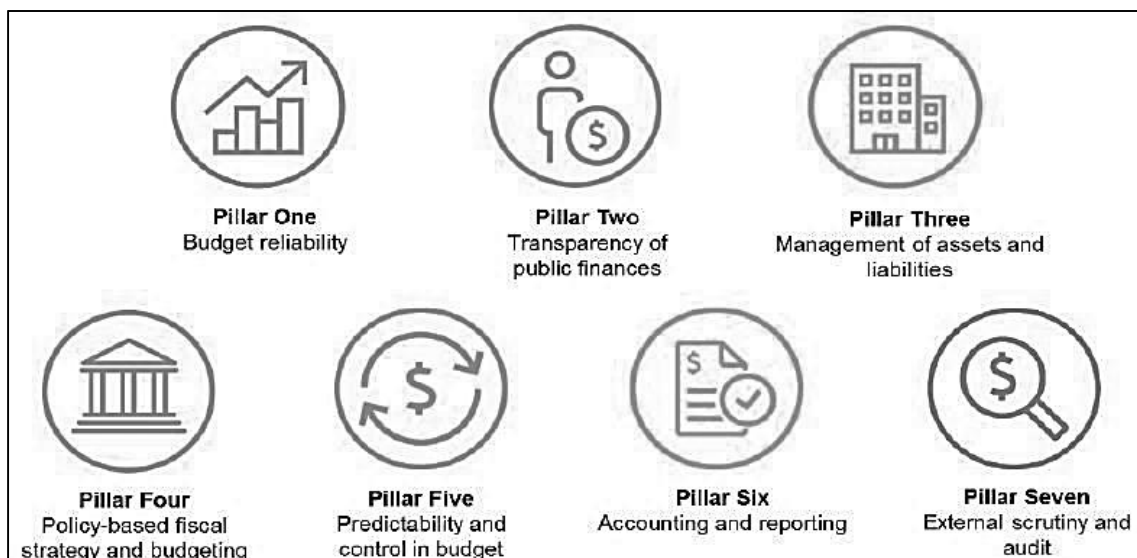 $
Pillar One
Budget reliability
Pillar Two
Transparency of
public finances
Pillar Three
Management of assets and
liabilities
$
$
$
Pillar Four
Policy-based fiscal
strategy and budgeting
Pillar Five
Predictability and
control in budget
Pillar Six
Accounting and reporting
Pillar Seven
External scrutiny and
audit